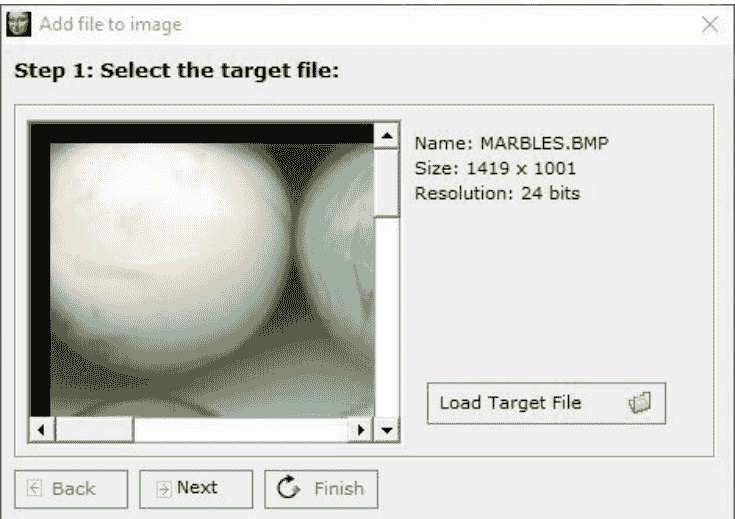 Add file to image
Step 1: Select the target file:
Name: MARBLES.BMP
Size: 1419 x 1001
Resolution: 24 bits
Load Target File
Back Next Finish